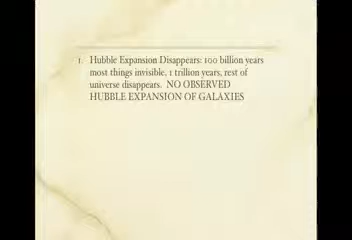 1. Hubble Expansion Disappears: 100 billion years
most things invisible. 1 trillion years, rest of
universe disappears. NO OBSERVED
HUBBLE EXPANSION OF GALAXIES